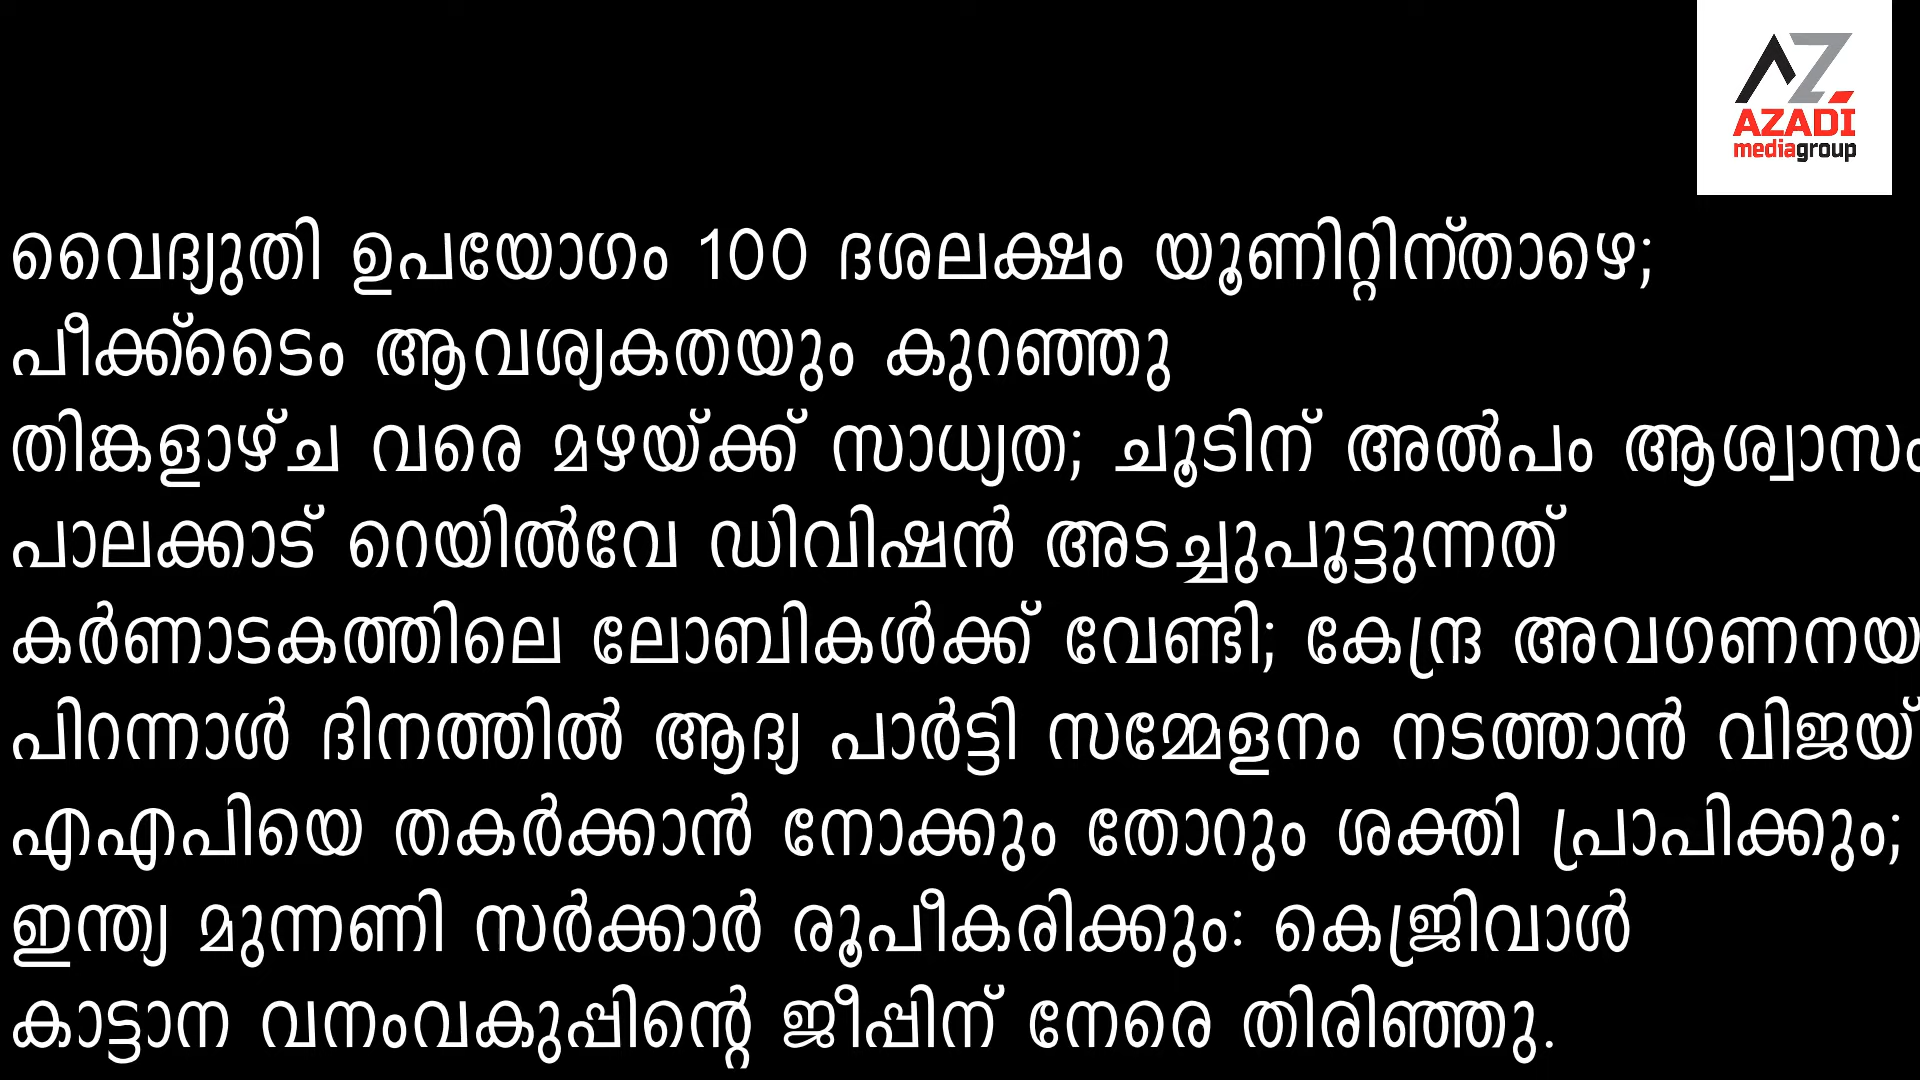 AZ
AZADI
mediagroup
വൈദ്യുതി ഉപയോഗം 100 ദശലക്ഷം യൂണിറ്റിന്താഴെ;
പീക്ക്ടൈം ആവശ്യകതയും കുറഞ്ഞു
തിങ്കളാഴ്ച വരെ മഴയ്ക്ക് സാധ്യത; ചൂടിന് അൽപം ആശ്വാസം
പാലക്കാട് റെയിൽവേ ഡിവിഷൻ അടച്ചുപൂട്ടുന്നത്
കർണാടകത്തിലെ ലോബികൾക്ക് വേണ്ടി; കേന്ദ്ര അവഗണനയ
പിറന്നാൾ ദിനത്തിൽ ആദ്യ പാർട്ടി സമ്മേളനം നടത്താൻ വിജയ്
എഎപിയെ തകർക്കാൻ നോക്കും തോറും ശക്തി പ്രാപിക്കും;
ഇന്ത്യ മുന്നണി സർക്കാർ രൂപീകരിക്കും: കെജ്രിവാൾ
കാട്ടാന വനംവകുപ്പിന്റെ ജീപ്പിന് നേരെ തിരിഞ്ഞു.